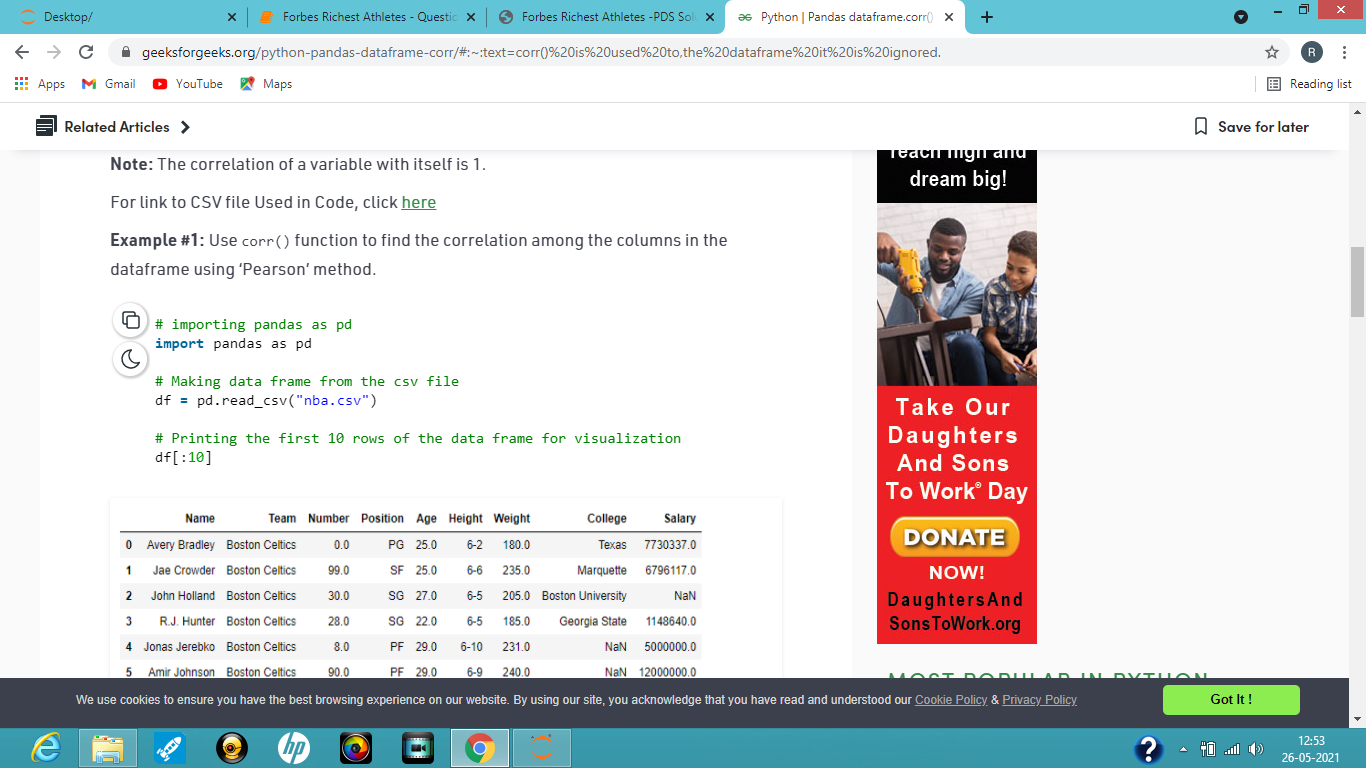 Desktop/
Forbes Richest Athletes - Questic
Forbes Richest Athletes -PDS Solu
Python | Pandas dataframe.corr()
geeksforgeeks.org/python-pandas-dataframe-corr/#:~:text=corr()%20is%20used%20to,the%20dataframe%20it%20is%20ignored.
R
Apps
Gmail
YouTube
Maps
Reading list
Related Articles
Save for later
Note: The correlation of a variable with itself is 1.
For link to CSV file Used in Code, click here
Example #1: Use corr() function to find the correlation among the columns in the
dataframe using ‘Pearson’ method.
# importing pandas as pd
import pandas as pd
# Making data frame from the csv file
df = pd.read_csv("nba.csv")
# Printing the first 10 rows of the data frame for visualization
df[:10]
Name Team Number Position Age Height Weight College Salary
0 Avery Bradley Boston Celtics 0.0 PG 25.0 6-2 180.0 Texas 7730337.0
1 Jae Crowder Boston Celtics 99.0 SF 25.0 6-6 235.0 Marquette 6796117.0
2 John Holland Boston Celtics 30.0 SG 27.0 6-5 205.0 Boston University NaN
3 R.J. Hunter Boston Celtics 28.0 SG 22.0 6-5 185.0 Georgia State 1148640.0
4 Jonas Jerebko Boston Celtics 8.0 PF 29.0 6-10 231.0 NaN 5000000.0
5 Amir Johnson Boston Celtics 90.0 PF 29.0 6-9 240.0 NaN 12000000.0
reach high and
dream big!
Take Our
Daughters
And Sons
To Work® Day
DONATE
NOW!
DaughtersAnd
SonsToWork.org
MOST POPULAR IN PYTHON
We use cookies to ensure you have the best browsing experience on our website. By using our site, you acknowledge that you have read and understood our Cookie Policy & Privacy Policy
Got It !
hp
12:53
26-05-2021